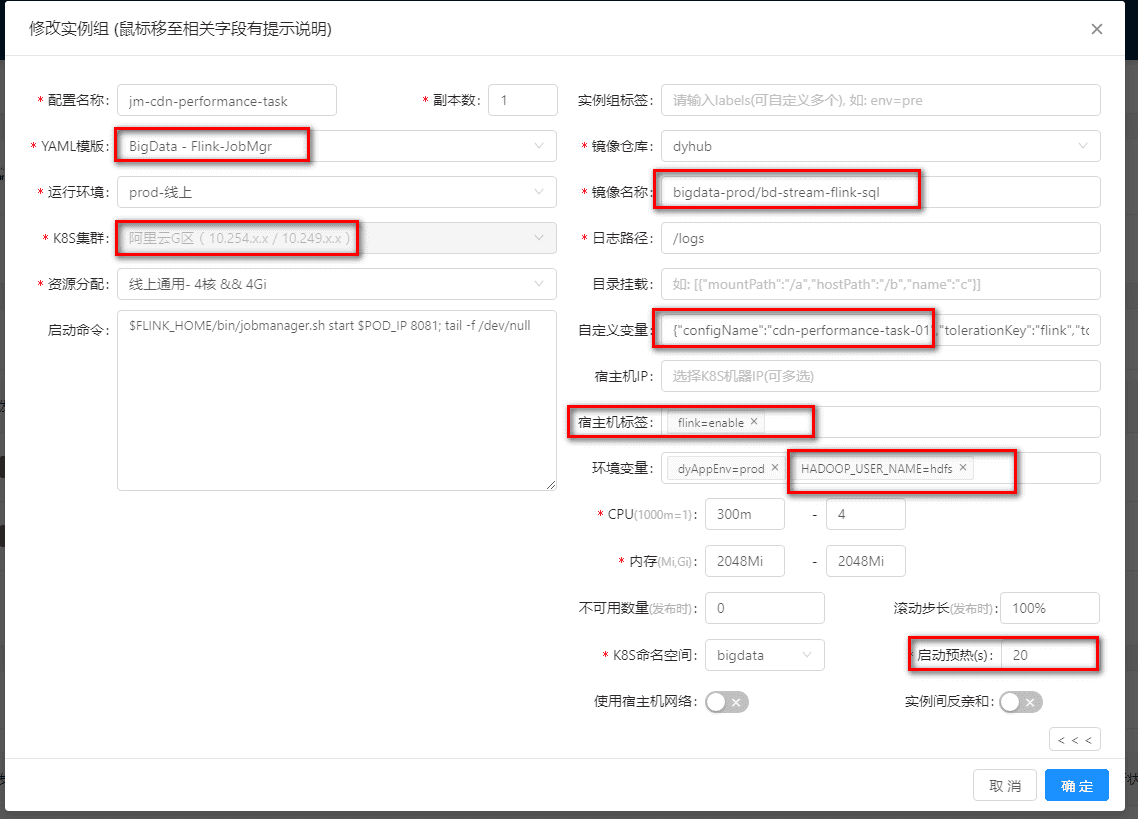 修改实例组 (鼠标移至相关字段有提示说明)
* 配置名称: jm-cdn-performance-task * 副本数: 1
* YAML模版: BigData - Flink-JobMgr
* 运行环境: prod-线上
* K8S集群: 阿里云G区 ( 10.254.x.x / 10.249.x.x )
* 资源分配: 线上通用- 4核 && 4Gi
启动命令: $FLINK_HOME/bin/jobmanager.sh start $POD_IP 8081; tail -f /dev/null
实例组标签: 请输入labels(可自定义多个), 如: env=pre
* 镜像仓库: dyhub
* 镜像名称: bigdata-prod/bd-stream-flink-sql
* 日志路径: /logs
目录挂载: 如: [{"mountPath":"/a","hostPath":"/b","name":"c"}]
自定义变量: {"configName":"cdn-performance-task-01","tolerationKey":"flink","tc
宿主机IP: 选择K8S机器IP(可多选)
宿主机标签: flink=enable ×
环境变量: dyAppEnv=prod × HADOOP_USER_NAME=hdfs ×
* CPU(1000m=1): 300m - 4
* 内存(Mi,Gi): 2048Mi - 2048Mi
不可用数量(发布时): 0 滚动步长(发布时): 100%
* K8S命名空间: bigdata 启动预热(s): 20
使用宿主机网络: 实例间反亲和:
< < <
取 消 确 定